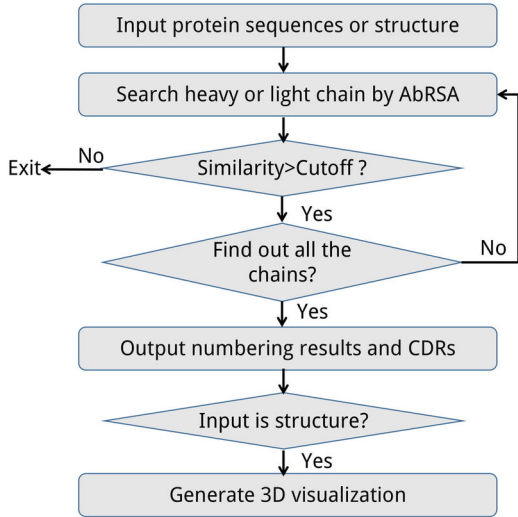 Input protein sequences or structure
Search heavy or light chain by AbRSA
Similarity>Cutoff ?
No
Exit
Yes
Find out all the
chains?
No
Yes
Output numbering results and CDRs
Input is structure?
Yes
Generate 3D visualization